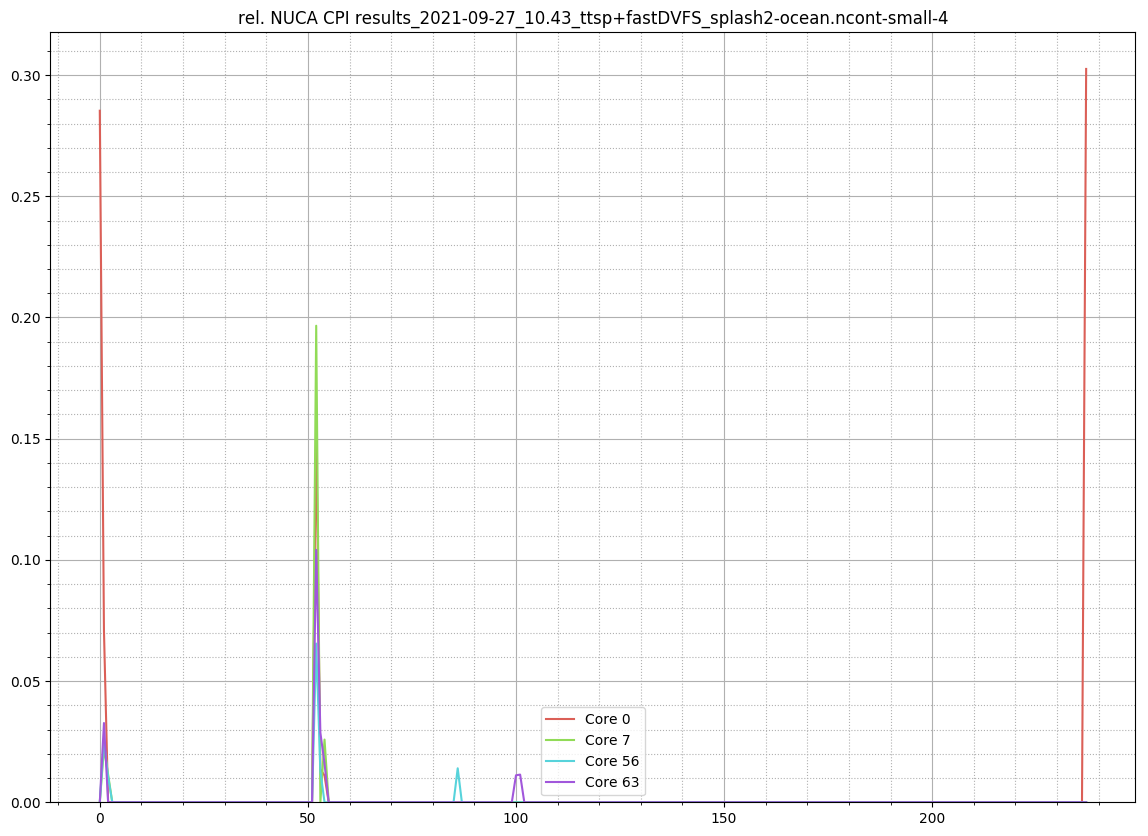 rel. NUCA CPI results_2021-09-27_10.43_ttsp+fastDVFS_splash2-ocean.ncont-small-4
0.30
0.25
0.20
0.15
0.10
0.05
0.00
Core 0
Core 7
Core 56
Core 63
0 50 100 150 200